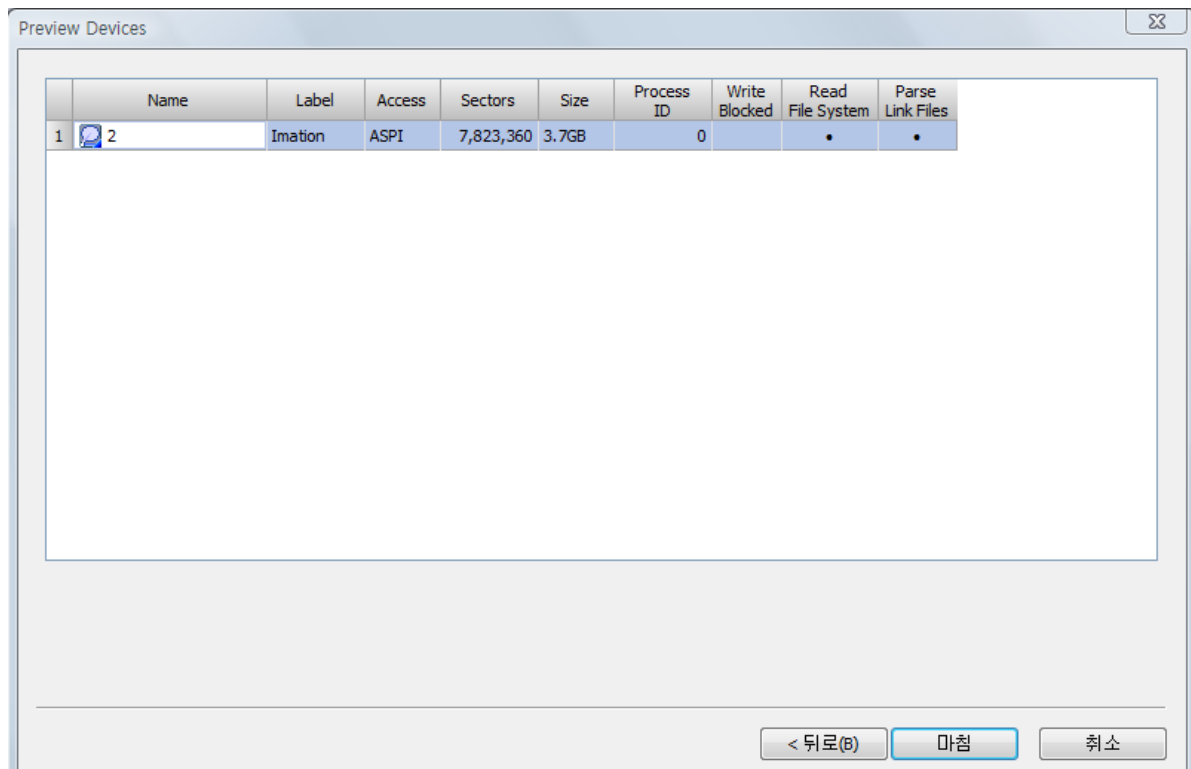 Preview Devices
Name Label Access Sectors Size Process ID Write Blocked Read File System Parse Link Files
1 2 Imation ASPI 7,823,360 3.7GB 0 • •
< 뒤로(B) 마침 취소